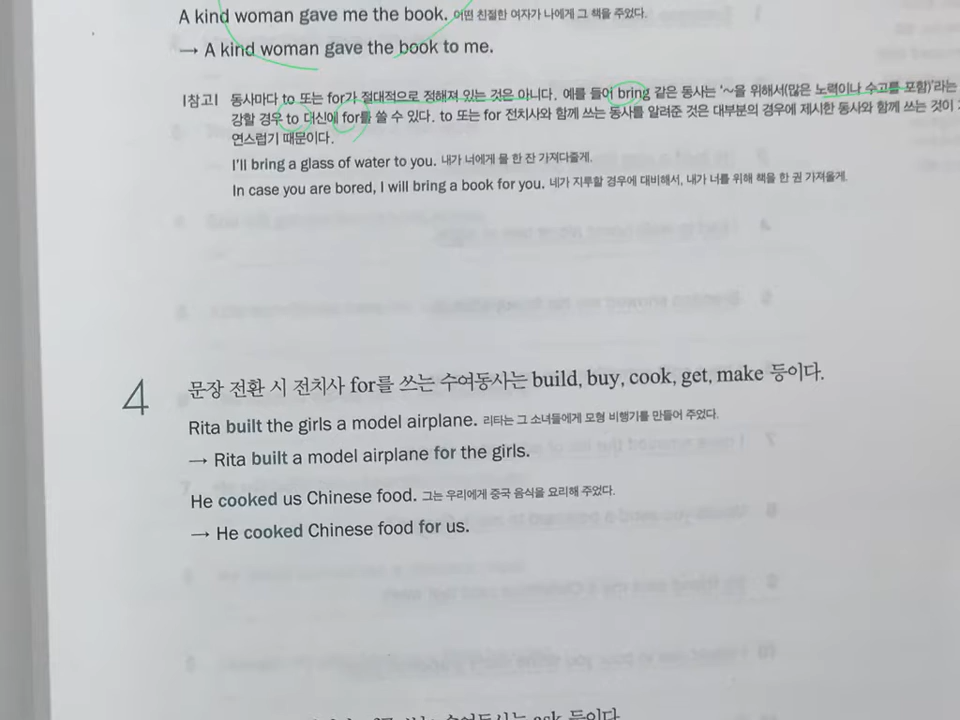 A kind woman gave me the book. 어떤 친절한 여자가 나에게 그 책을 주었다.
→ A kind woman gave the book to me.
|참고| 동사마다 to 또는 for가 절대적으로 정해져 있는 것은 아니다. 예를 들어 bring 같은 동사는 '~을 위해서(많은 노력이나 수고를 포함)'라는
강할 경우 to 대신에 for를 쓸 수 있다. to 또는 for 전치사와 함께 쓰는 동사를 알려준 것은 대부분의 경우에 제시한 동사와 함께 쓰는 것이
연스럽기 때문이다.
I'll bring a glass of water to you. 내가 너에게 물 한 잔 가져다줄게.
In case you are bored, I will bring a book for you. 네가 지루할 경우에 대비해서, 내가 너를 위해 책을 한 권 가져올게.
4 문장 전환 시 전치사 for를 쓰는 수여동사는 build, buy, cook, get, make 등이다.
Rita built the girls a model airplane. 리타는 그 소녀들에게 모형 비행기를 만들어 주었다.
→ Rita built a model airplane for the girls.
He cooked us Chinese food. 그는 우리에게 중국 음식을 요리해 주었다.
→ He cooked Chinese food for us.
쓰는 수여동사는 ask 등이다